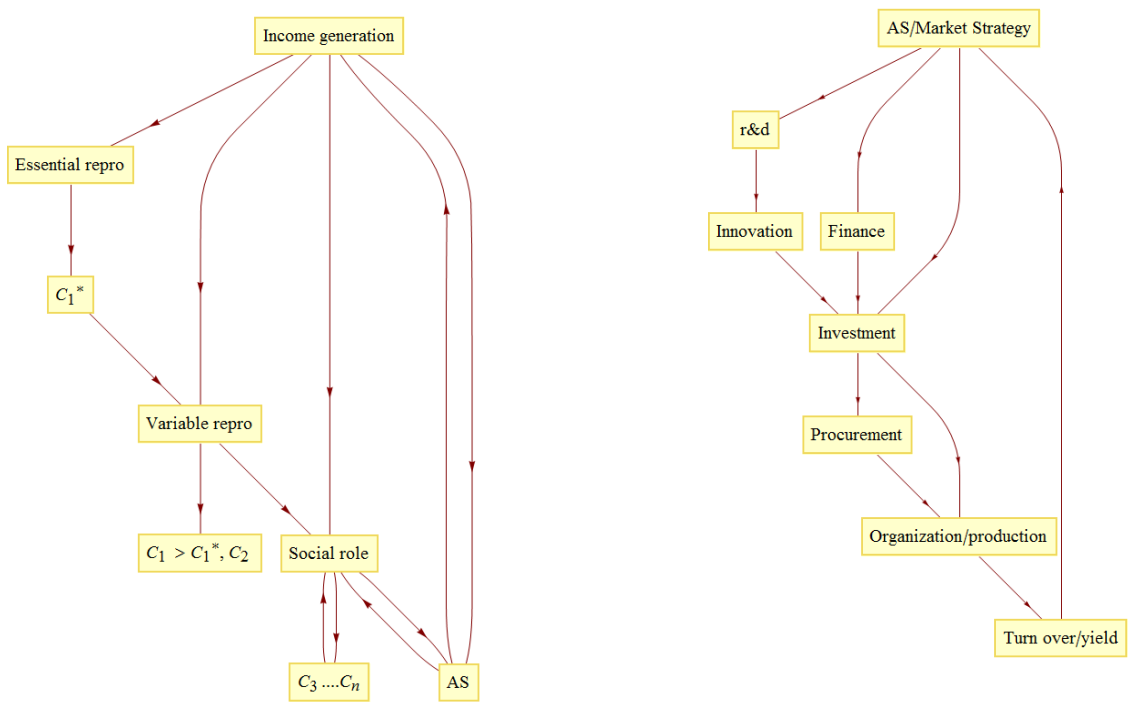 Income generation
Essential repro
C₁*
Variable repro
C₁ > C₁*, C₂
Social role
C₃ ....Cₙ
AS
AS/Market Strategy
r&d
Innovation
Finance
Investment
Procurement
Organization/production
Turn over/yield